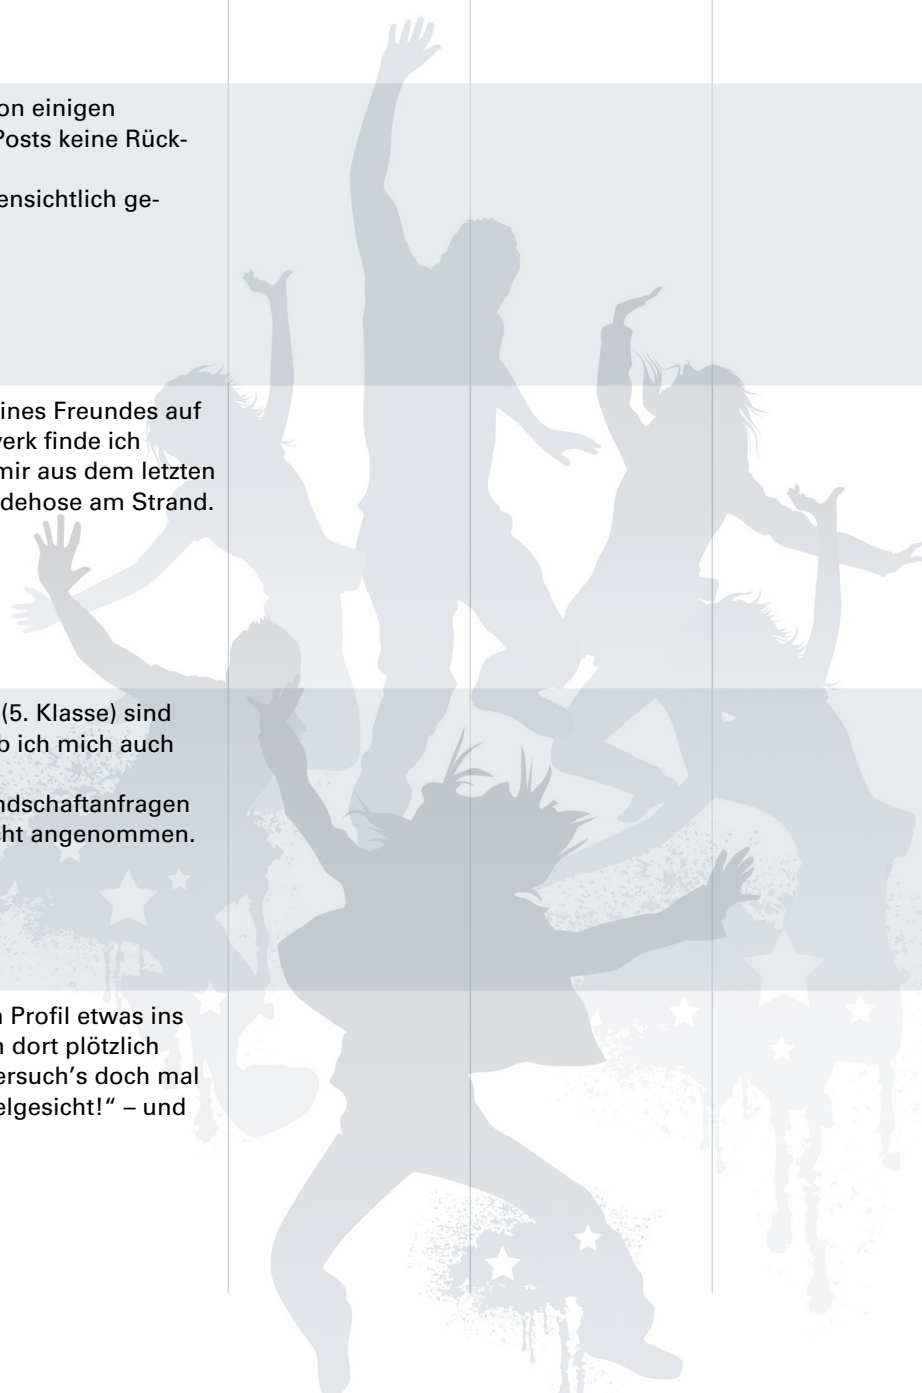 on einigen
Posts keine Rück-
ensichtlich ge-
ines Freundes auf
werk finde ich
mir aus dem letzten
dehose am Strand.
(5. Klasse) sind
b ich mich auch
ndschaftanfragen
cht angenommen.
n Profil etwas ins
n dort plötzlich
ersuch’s doch mal
elgesicht!“ – und